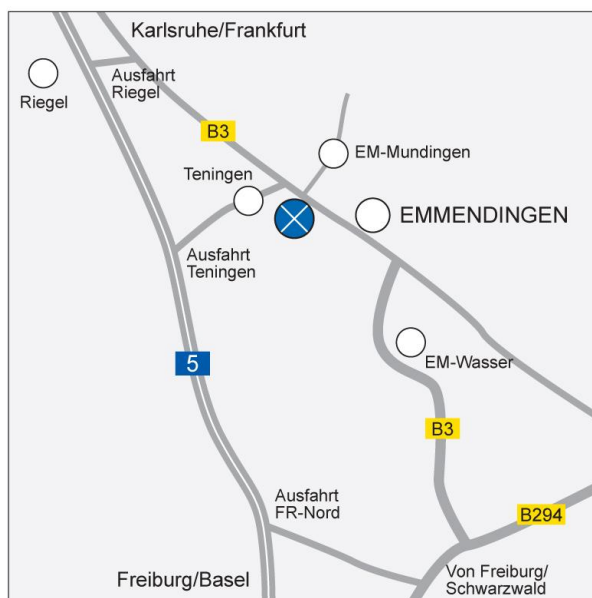 Karlsruhe/Frankfurt
Ausfahrt
Riegel
Riegel
B3
EM-Mundingen
Teningen
EMMENDINGEN
Ausfahrt
Teningen
5
EM-Wasser
B3
Ausfahrt
FR-Nord
B294
Freiburg/Basel
Von Freiburg/
Schwarzwald